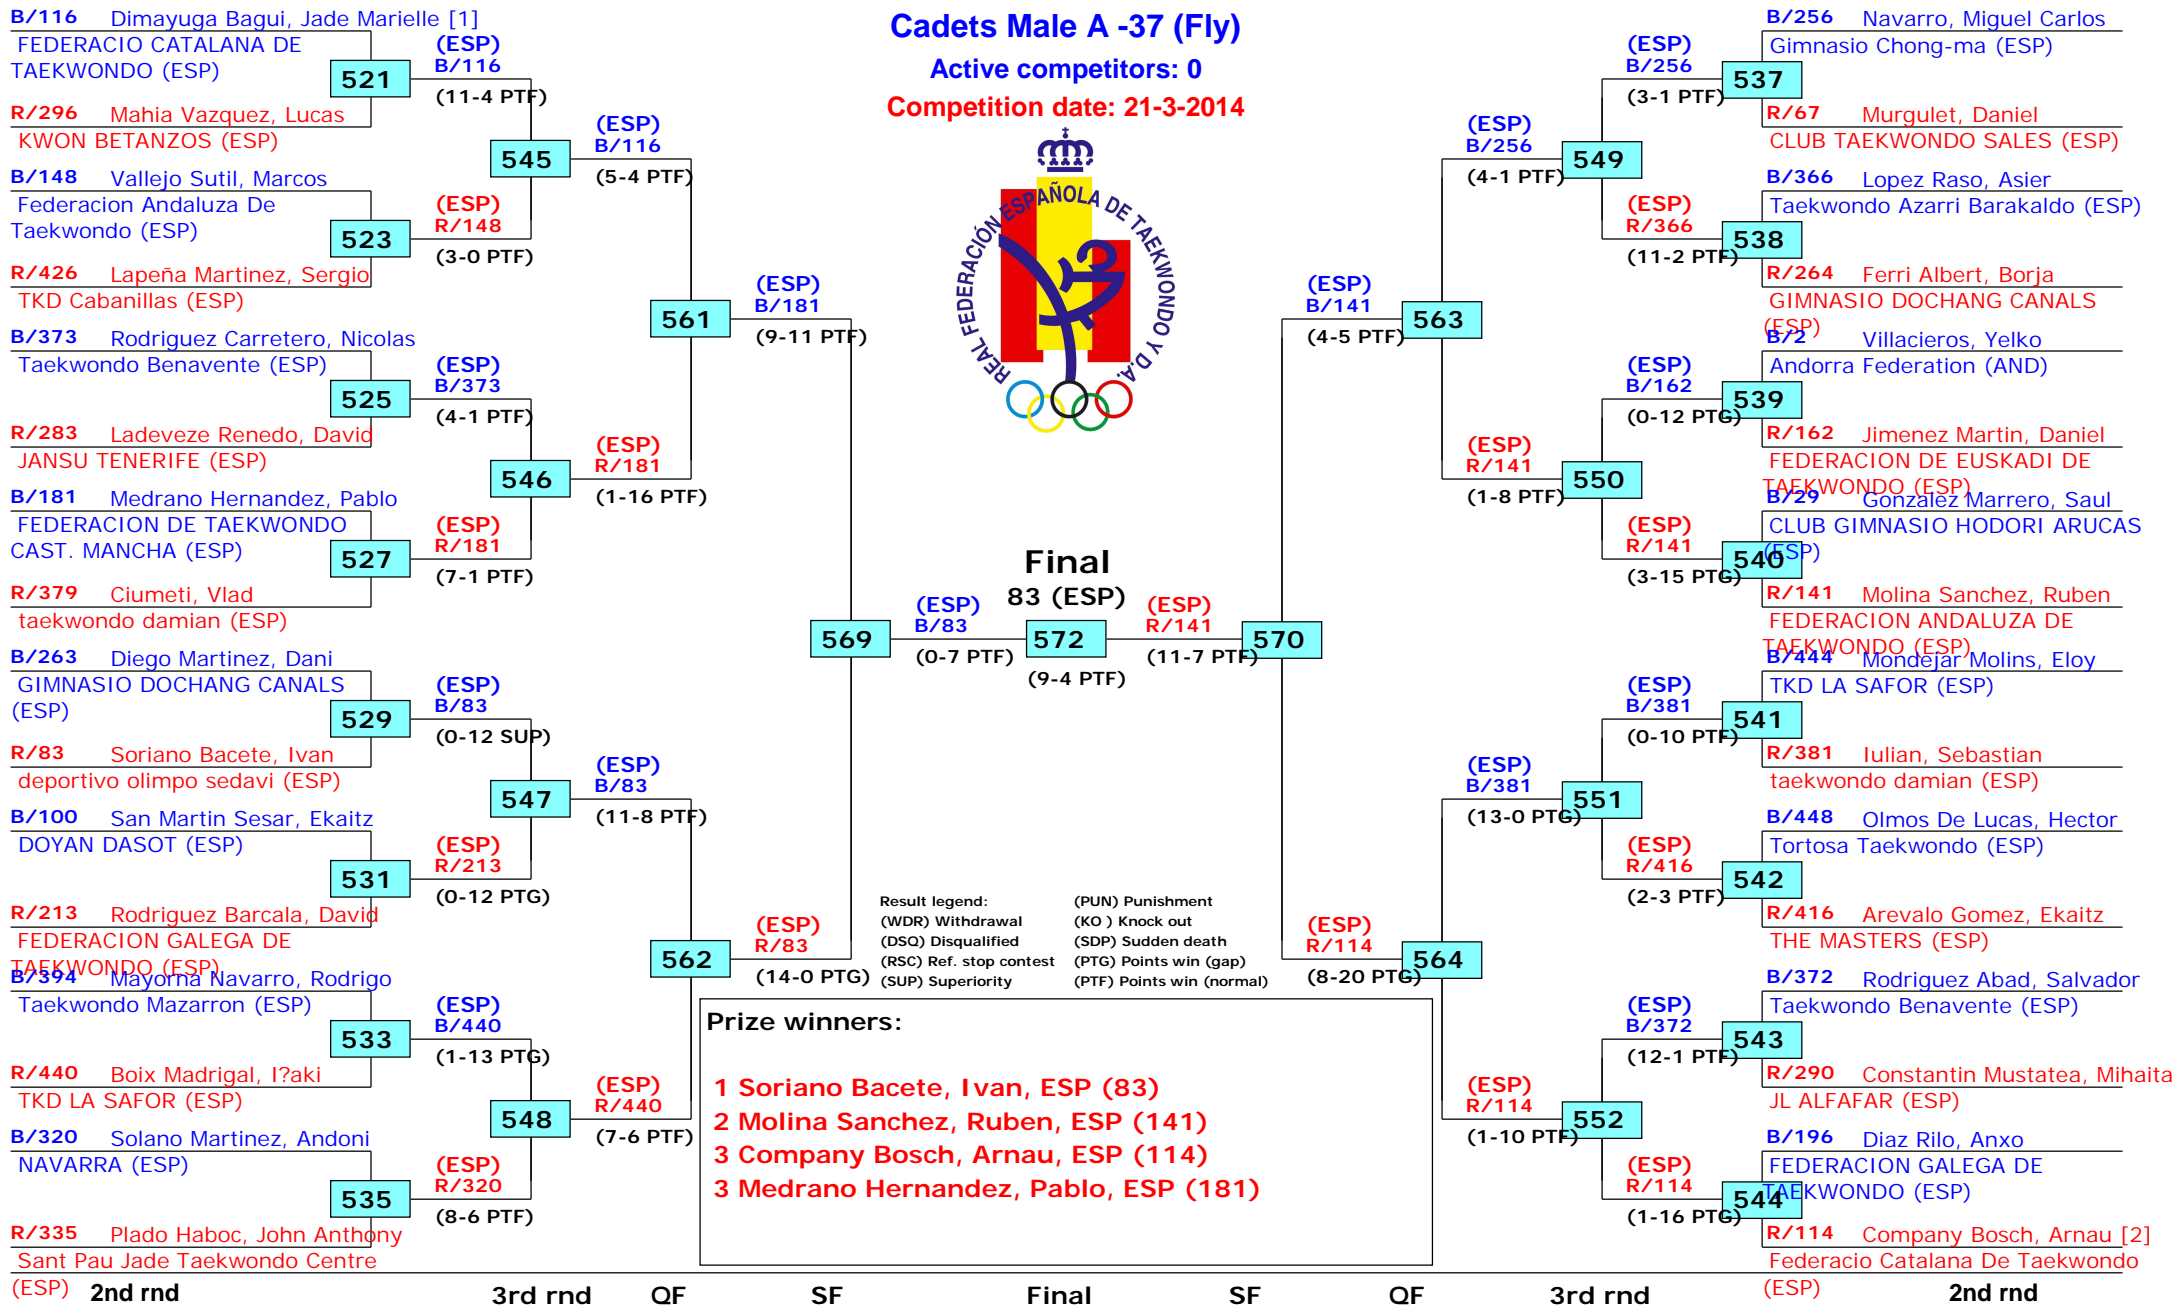 Cadets Male A -37 (Fly)
Active competitors: 0
Competition date: 21-3-2014
REAL FEDERACIÓN ESPAÑOLA DE TAEKWONDO Y D.A.
B/116 Dimayuga Bagui, Jade Marielle [1]
FEDERACIO CATALANA DE
TAEKWONDO (ESP)
521
R/296 Mahia Vazquez, Lucas
KWON BETANZOS (ESP)
B/148 Vallejo Sutil, Marcos
Federacion Andaluza De
Taekwondo (ESP)
523
R/426 Lapeña Martinez, Sergio
TKD Cabanillas (ESP)
B/373 Rodriguez Carretero, Nicolas
Taekwondo Benavente (ESP)
525
R/283 Ladeveze Renedo, David
JANSU TENERIFE (ESP)
B/181 Medrano Hernandez, Pablo
FEDERACION DE TAEKWONDO
CAST. MANCHA (ESP)
527
R/379 Ciumeti, Vlad
taekwondo damian (ESP)
B/263 Diego Martinez, Dani
GIMNASIO DOCHANG CANALS
(ESP)
529
R/83 Soriano Bacete, Ivan
deportivo olimpo sedavi (ESP)
B/100 San Martin Sesar, Ekaitz
DOYAN DASOT (ESP)
531
R/213 Rodriguez Barcala, David
FEDERACION GALEGA DE
TAEKWONDO (ESP)
B/394 Mayorna Navarro, Rodrigo
Taekwondo Mazarron (ESP)
533
R/440 Boix Madrigal, I?aki
TKD LA SAFOR (ESP)
B/320 Solano Martinez, Andoni
NAVARRA (ESP)
535
R/335 Plado Haboc, John Anthony
Sant Pau Jade Taekwondo Centre
(ESP)
(ESP)
B/116
(11-4 PTF)
545
(ESP)
R/148
(3-0 PTF)
(ESP)
B/373
(4-1 PTF)
546
(ESP)
R/181
(7-1 PTF)
(ESP)
B/83
(0-12 SUP)
547
(ESP)
R/213
(0-12 PTG)
(ESP)
B/440
(1-13 PTG)
548
(ESP)
R/320
(8-6 PTF)
(ESP)
B/116
(5-4 PTF)
561
(ESP)
R/181
(1-16 PTF)
(ESP)
B/83
(11-8 PTF)
562
(ESP)
R/440
(7-6 PTF)
(ESP)
B/181
(9-11 PTF)
569
(ESP)
R/83
(14-0 PTG)
(ESP)
B/83
(0-7 PTF)
Final
83 (ESP)
572
(9-4 PTF)
(ESP)
R/141
(11-7 PTF)
570
(ESP)
B/141
(4-5 PTF)
563
(ESP)
R/114
(8-20 PTG)
564
(ESP)
B/256
(4-1 PTF)
549
(ESP)
R/141
(1-8 PTF)
550
(ESP)
B/381
(13-0 PTG)
551
(ESP)
R/114
(1-10 PTF)
552
(ESP)
B/256
(3-1 PTF)
537
(ESP)
R/366
(11-2 PTF)
538
(ESP)
B/162
(0-12 PTG)
539
(ESP)
R/141
(3-15 PTG)
540
(ESP)
B/381
(0-10 PTF)
541
(ESP)
R/416
(2-3 PTF)
542
(ESP)
B/372
(12-1 PTF)
543
(ESP)
R/114
(1-16 PTG)
544
B/256 Navarro, Miguel Carlos
Gimnasio Chong-ma (ESP)
R/67 Murgulet, Daniel
CLUB TAEKWONDO SALES (ESP)
B/366 Lopez Raso, Asier
Taekwondo Azarri Barakaldo (ESP)
R/264 Ferri Albert, Borja
GIMNASIO DOCHANG CANALS
(ESP)
B/2 Villacieros, Yelko
Andorra Federation (AND)
R/162 Jimenez Martin, Daniel
FEDERACION DE EUSKADI DE
TAEKWONDO (ESP)
B/29 Gonzalez Marrero, Saul
CLUB GIMNASIO HODORI ARUCAS
(ESP)
R/141 Molina Sanchez, Ruben
FEDERACION ANDALUZA DE
TAEKWONDO (ESP)
B/444 Mondejar Molins, Eloy
TKD LA SAFOR (ESP)
R/381 Iulian, Sebastian
taekwondo damian (ESP)
B/448 Olmos De Lucas, Hector
Tortosa Taekwondo (ESP)
R/416 Arevalo Gomez, Ekaitz
THE MASTERS (ESP)
B/372 Rodriguez Abad, Salvador
Taekwondo Benavente (ESP)
R/290 Constantin Mustatea, Mihaita
JL ALFAFAR (ESP)
B/196 Diaz Rilo, Anxo
FEDERACION GALEGA DE
TAEKWONDO (ESP)
R/114 Company Bosch, Arnau [2]
Federacio Catalana De Taekwondo
(ESP)
Result legend:
(WDR) Withdrawal
(DSQ) Disqualified
(RSC) Ref. stop contest
(SUP) Superiority
(PUN) Punishment
(KO ) Knock out
(SDP) Sudden death
(PTG) Points win (gap)
(PTF) Points win (normal)
Prize winners:
1 Soriano Bacete, Ivan, ESP (83)
2 Molina Sanchez, Ruben, ESP (141)
3 Company Bosch, Arnau, ESP (114)
3 Medrano Hernandez, Pablo, ESP (181)
2nd rnd 3rd rnd QF SF Final SF QF 3rd rnd 2nd rnd